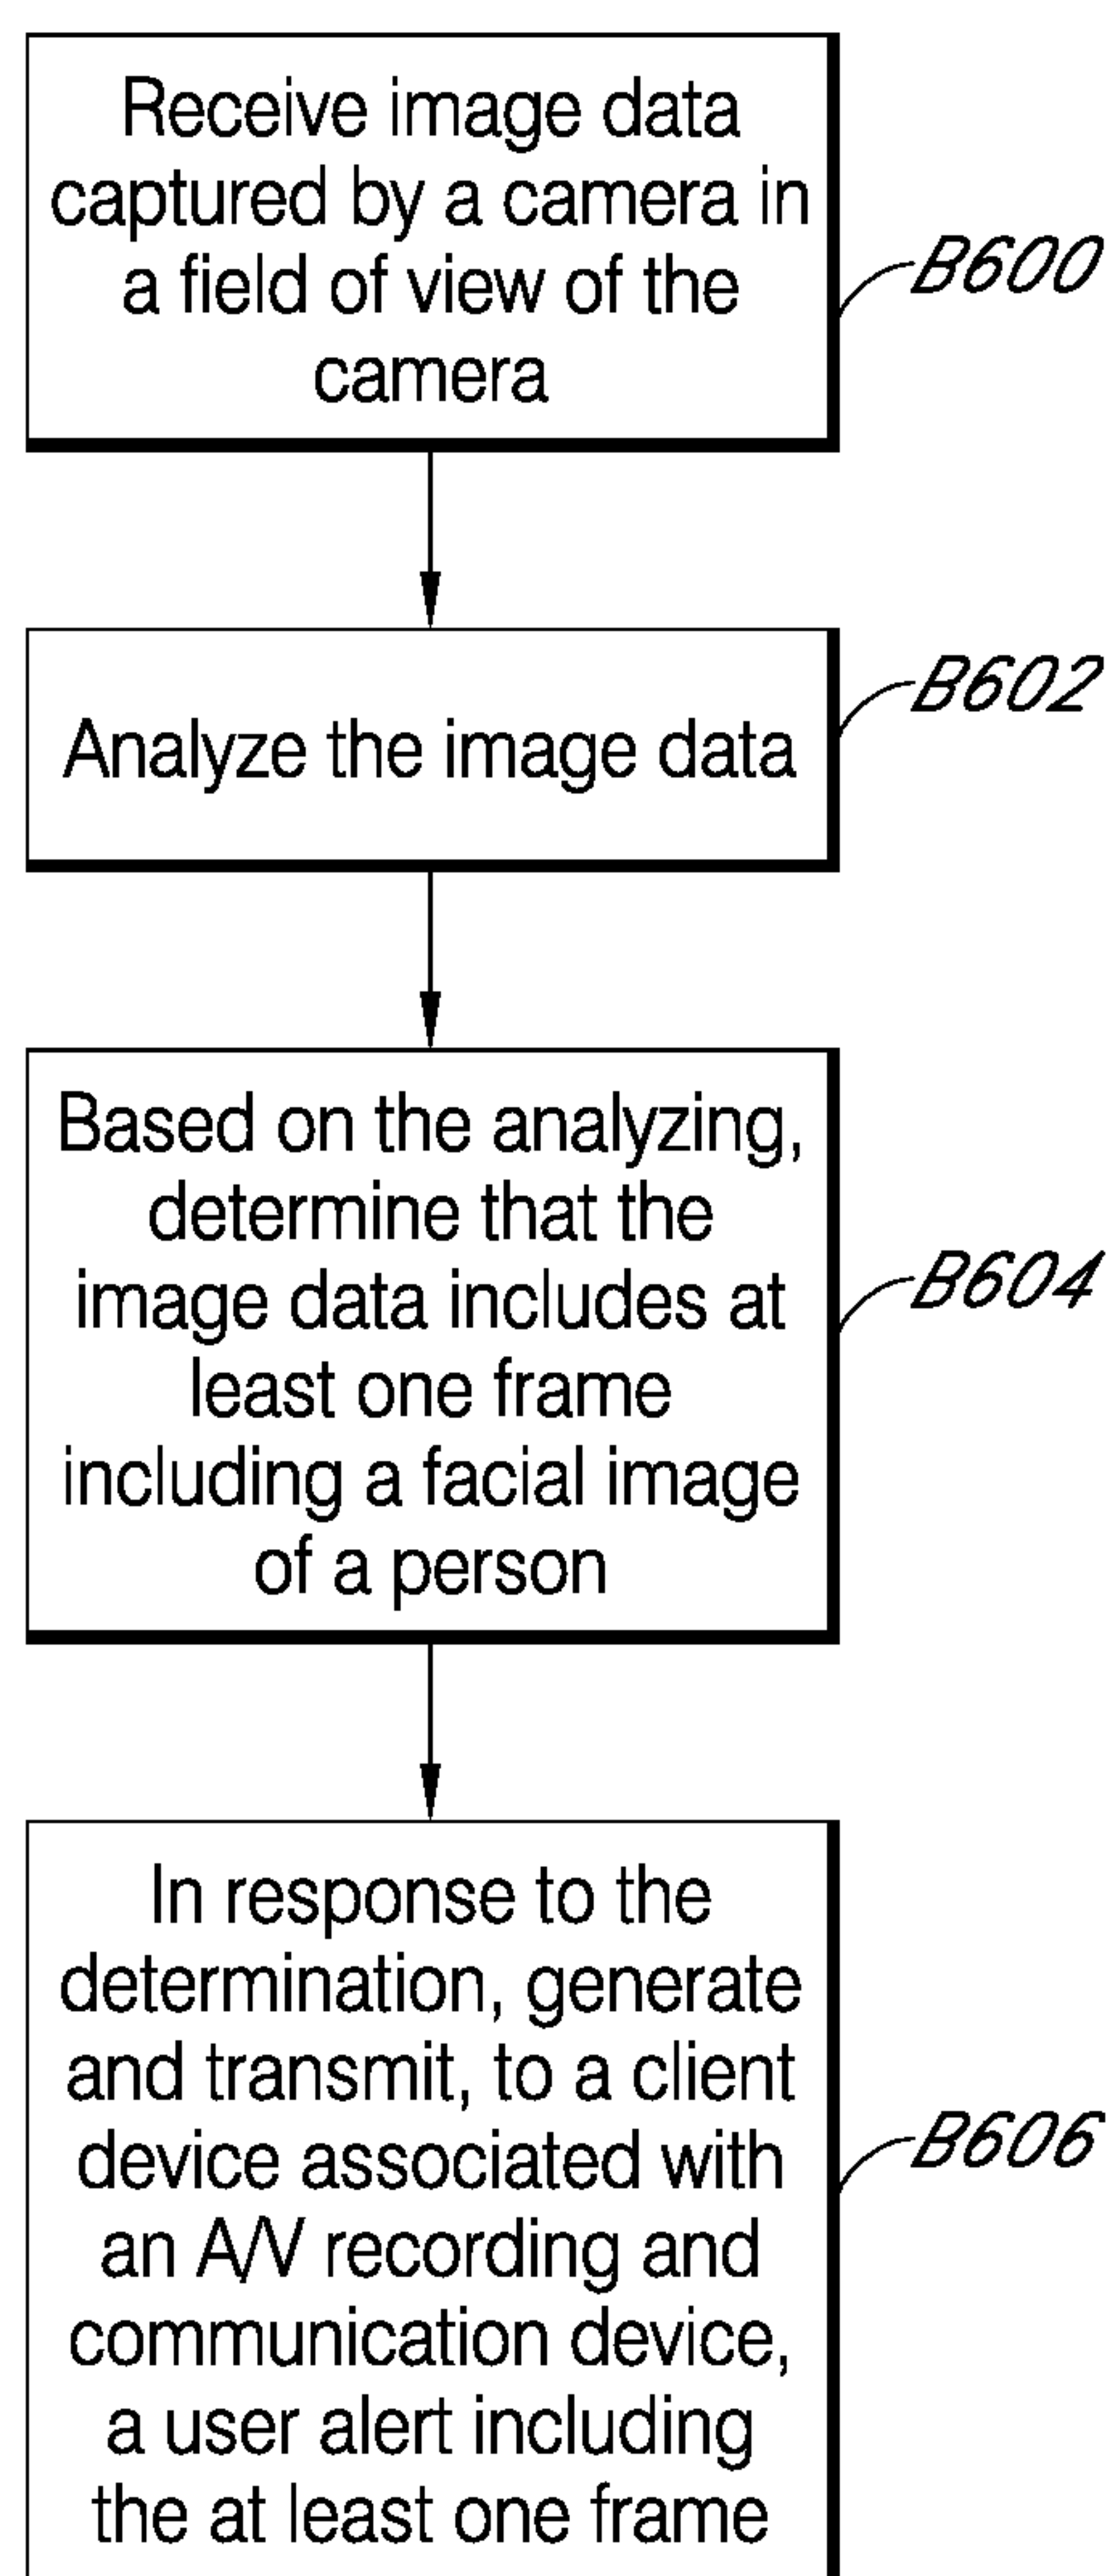 Receive image data
captured by a camera in
a field of view of the
camera
B600
Analyze the image data
B602
Based on the analyzing,
determine that the
image data includes at
least one frame
including a facial image
of a person
B604
In response to the
determination, generate
and transmit, to a client
device associated with
an A/V recording and
communication device,
a user alert including
the at least one frame
B606